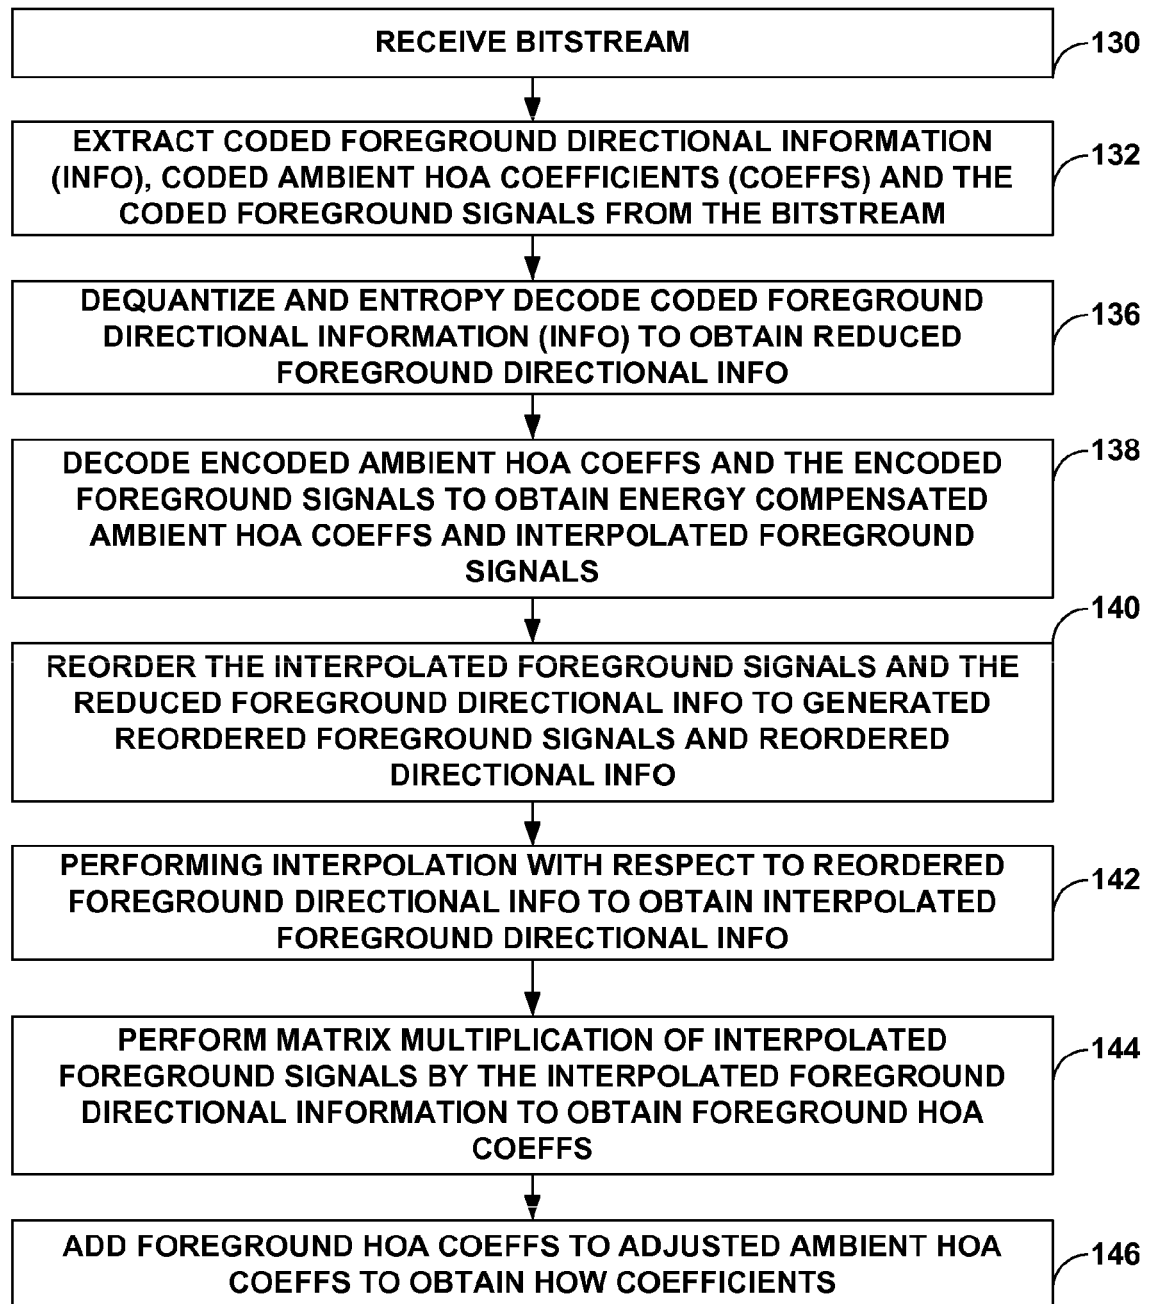 RECEIVE BITSTREAM
130
EXTRACT CODED FOREGROUND DIRECTIONAL INFORMATION
(INFO), CODED AMBIENT HOA COEFFICIENTS (COEFFS) AND THE
CODED FOREGROUND SIGNALS FROM THE BITSTREAM
132
DEQUANTIZE AND ENTROPY DECODE CODED FOREGROUND
DIRECTIONAL INFORMATION (INFO) TO OBTAIN REDUCED
FOREGROUND DIRECTIONAL INFO
136
DECODE ENCODED AMBIENT HOA COEFFS AND THE ENCODED
FOREGROUND SIGNALS TO OBTAIN ENERGY COMPENSATED
AMBIENT HOA COEFFS AND INTERPOLATED FOREGROUND
SIGNALS
138
REORDER THE INTERPOLATED FOREGROUND SIGNALS AND THE
REDUCED FOREGROUND DIRECTIONAL INFO TO GENERATED
REORDERED FOREGROUND SIGNALS AND REORDERED
DIRECTIONAL INFO
140
PERFORMING INTERPOLATION WITH RESPECT TO REORDERED
FOREGROUND DIRECTIONAL INFO TO OBTAIN INTERPOLATED
FOREGROUND DIRECTIONAL INFO
142
PERFORM MATRIX MULTIPLICATION OF INTERPOLATED
FOREGROUND SIGNALS BY THE INTERPOLATED FOREGROUND
DIRECTIONAL INFORMATION TO OBTAIN FOREGROUND HOA
COEFFS
144
ADD FOREGROUND HOA COEFFS TO ADJUSTED AMBIENT HOA
COEFFS TO OBTAIN HOW COEFFICIENTS
146